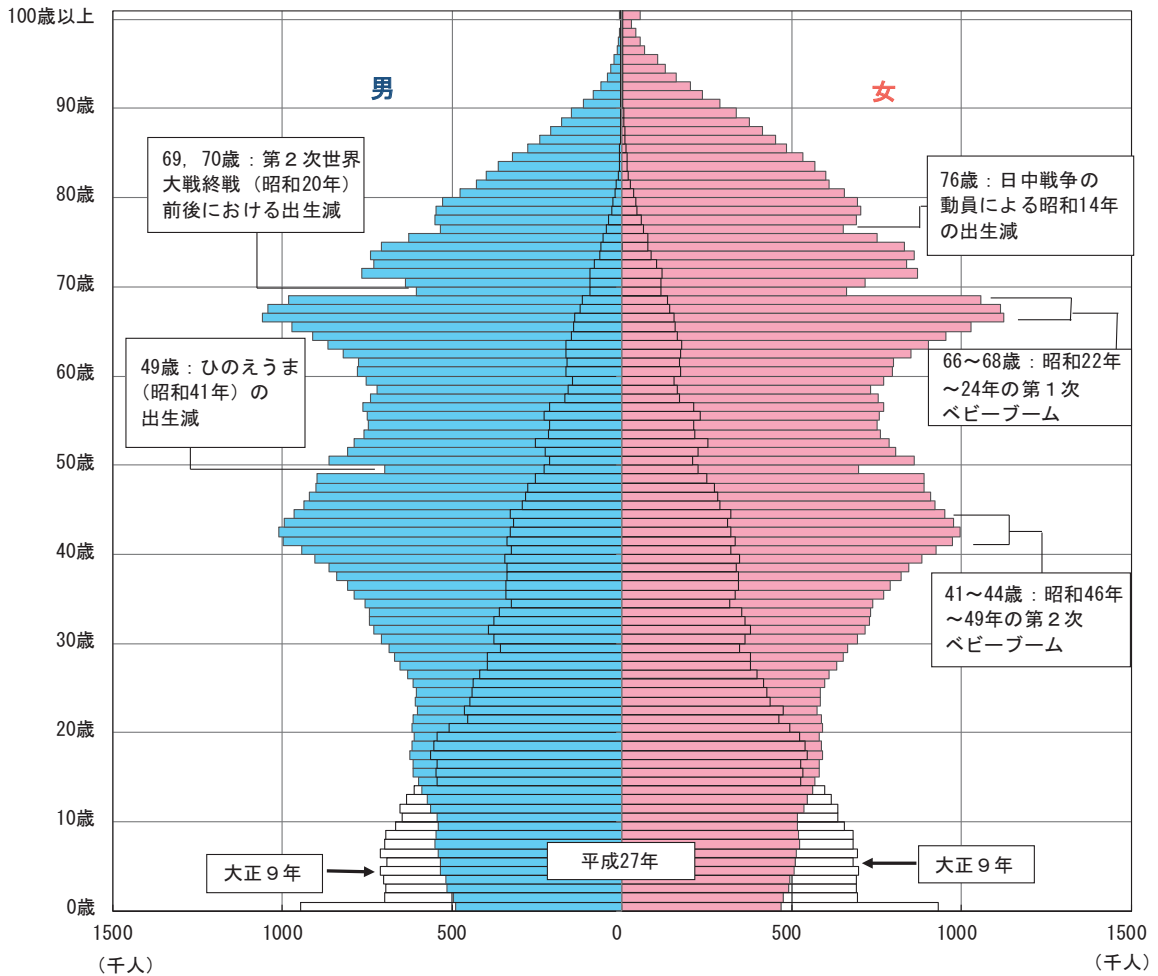 100歳以上
90歳
80歳
70歳
60歳
50歳
40歳
30歳
20歳
10歳
0歳
男
女
69, 70歳：第２次世界
大戦終戦（昭和20年）
前後における出生減
76歳：日中戦争の
動員による昭和14年
の出生減
49歳：ひのえうま
（昭和41年）の
出生減
66～68歳：昭和22年
～24年の第１次
ベビーブーム
41～44歳：昭和46年
～49年の第２次
ベビーブーム
大正９年
平成27年
大正９年
1500
1000
500
0
500
1000
1500
（千人）
（千人）